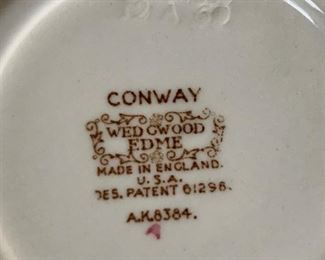 CONWAY
WEDGWOOD
EDME
MADE IN ENGLAND.
U.S.A.
DES. PATENT 61298.
A.K.8384.